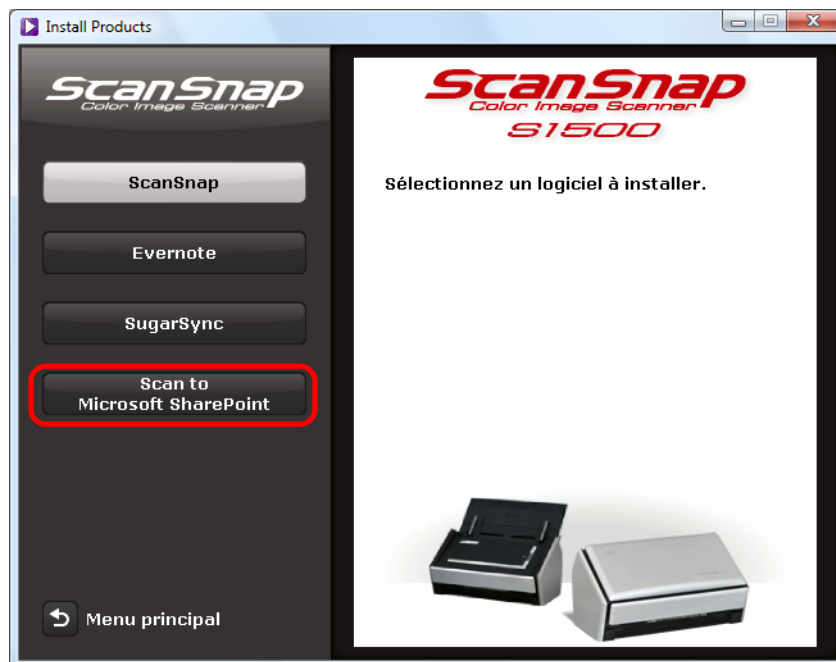 Install Products
ScanSnap
Color Image Scanner
ScanSnap
Evernote
SugarSync
Scan to
Microsoft SharePoint
Menu principal
ScanSnap
Color Image Scanner
S1500
Sélectionnez un logiciel à installer.